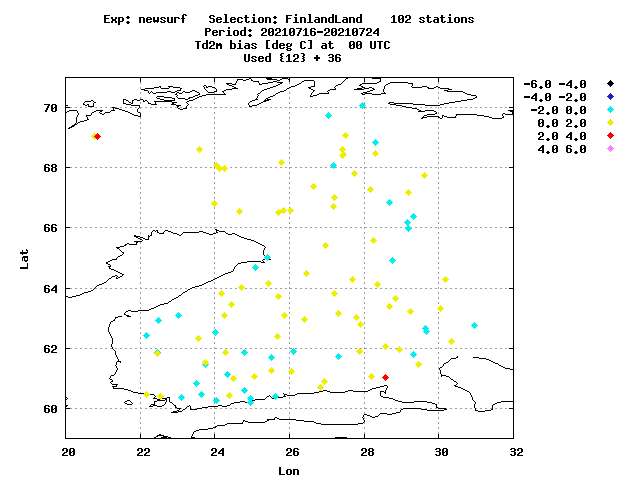 Exp: newsurf Selection: FinlandLand 102 stations
Period: 20210716-20210724
Td2m bias [deg C] at 00 UTC
Used {12} + 36
-6.0 -4.0
-4.0 -2.0
-2.0 0.0
0.0 2.0
2.0 4.0
4.0 6.0
70
68
66
64
62
60
Lat
20 22 24 26 28 30 32
Lon